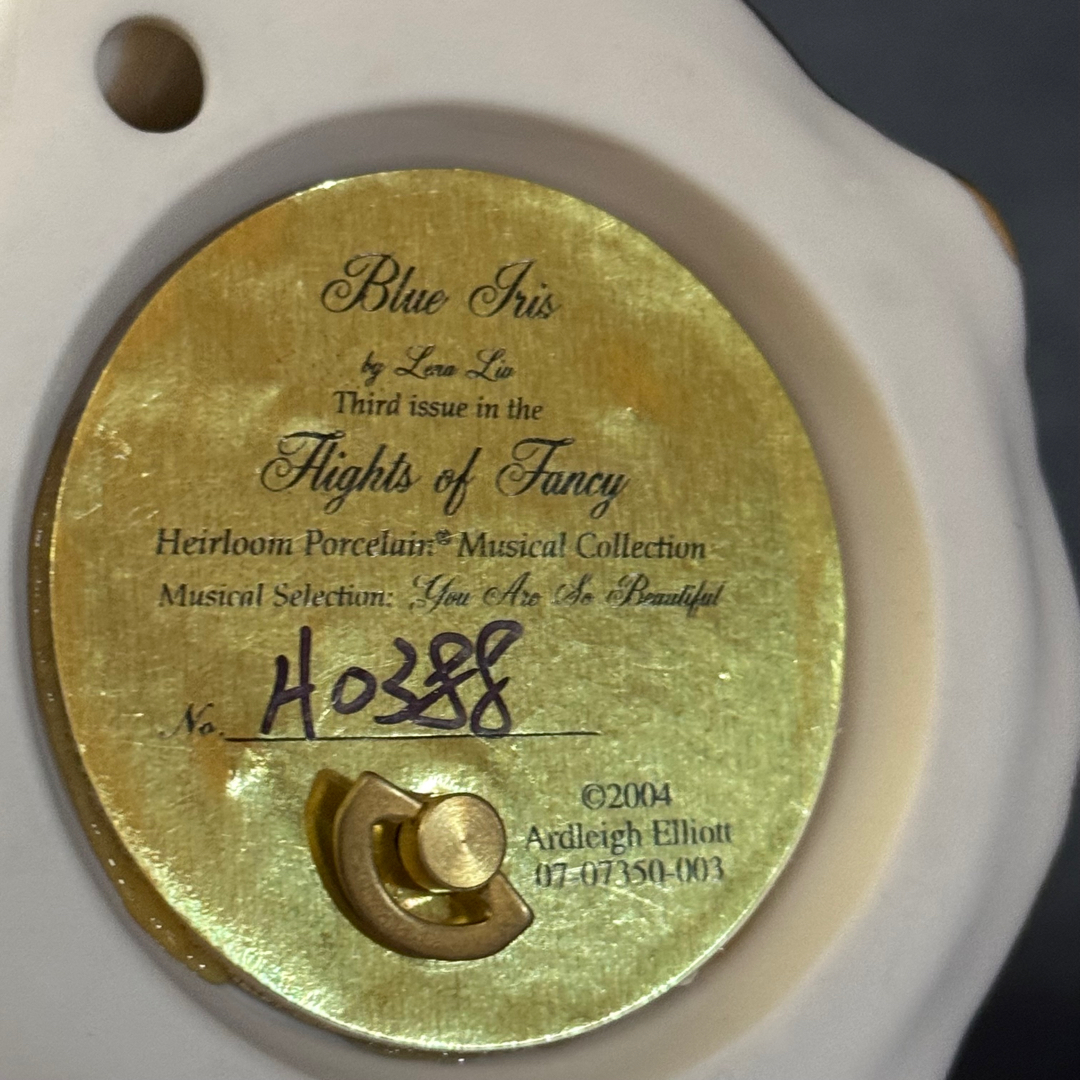 Blue Iris
by Lena Liu
Third issue in the
Flights of Fancy
Heirloom Porcelain® Musical Collection
Musical Selection: You Are So Beautiful
No. H0388
©2004
Ardleigh Elliott
07-07350-003